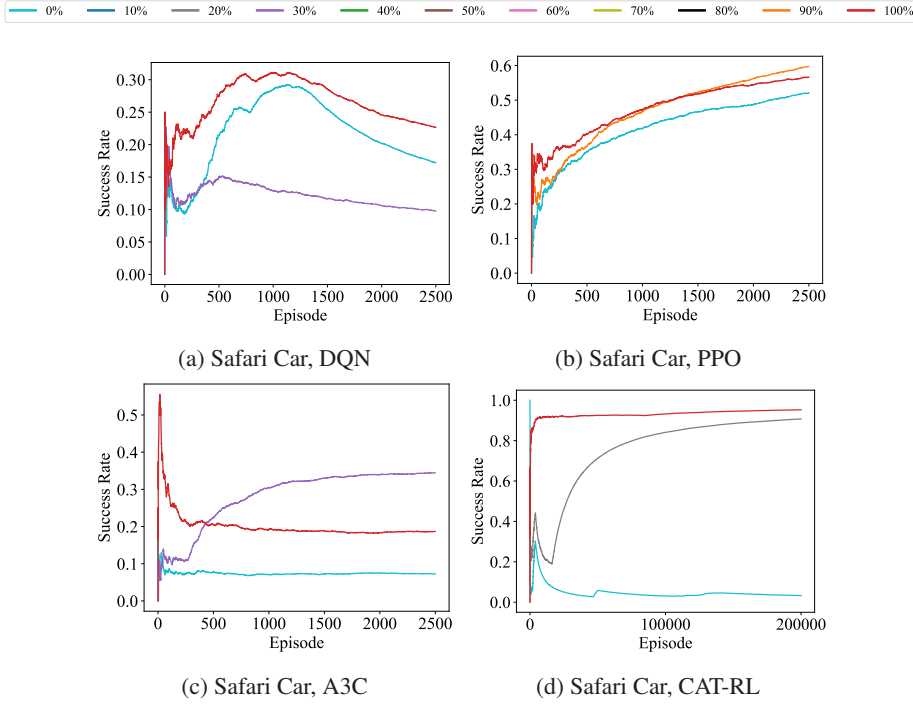 0% 10% 20% 30% 40% 50% 60% 70% 80% 90% 100%
0.30
0.25
0.20
0.15
0.10
0.05
0.00
Success Rate
0 500 1000 1500 2000 2500
Episode
(a) Safari Car, DQN
0.6
0.5
0.4
0.3
0.2
0.1
0.0
Success Rate
0 500 1000 1500 2000 2500
Episode
(b) Safari Car, PPO
0.5
0.4
0.3
0.2
0.1
0.0
Success Rate
0 500 1000 1500 2000 2500
Episode
(c) Safari Car, A3C
1.0
0.8
0.6
0.4
0.2
0.0
Success Rate
0 100000 200000
Episode
(d) Safari Car, CAT-RL